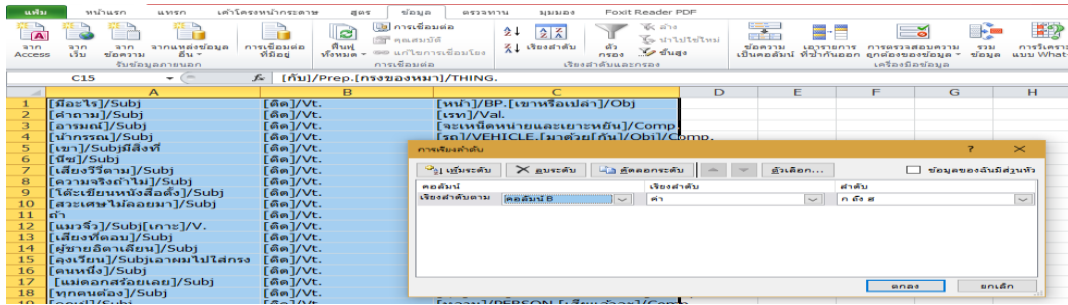 แฟ้ม หน้าแรก แทรก เค้าโครงหน้ากระดาษ สูตร ข้อมูล ตรวจทาน มุมมอง Foxit Reader PDF
จาก Access
จาก เว็บ
จาก ข้อความ
จากแหล่งข้อมูล อื่น
การเชื่อมต่อ ที่มีอยู่
รับข้อมูลภายนอก
ฟื้นฟู ทั้งหมด
การเชื่อมต่อ
คุณสมบัติ
แก้ไขการเชื่อมโยง
การเชื่อมต่อ
เรียงลำดับ
ตัว กรอง
ล้าง
นำไปใช้ใหม่
ขั้นสูง
เรียงลำดับและกรอง
ข้อความ เป็นคอลัมน์
เอารายการ ที่ซ้ำกันออก
การตรวจสอบความ ถูกต้องของข้อมูล
รวม ข้อมูล
การวิเคราะ แบบ What-
เครื่องมือข้อมูล
C15 fx [กับ]/Prep.[กรงของหมา]/THING.
A B C D E F G H
1 [มีอะไร]/Subj [ติด]/Vt. [หน้า]/BP.[เขาหรือเปล่า]/Obj
2 [คำถาม]/Subj [ติด]/Vt. [เรท]/Val.
3 [อารมณ์]/Subj [ติด]/Vt. [จะเหนื่อยหน่ายและเยาะหยัน]/Comp
4 [นำกรรณ]/Subj [ติด]/Vt. [รถ]/VEHICLE.[มาด้วย[กัน]/Obj]/Comp.
5 [เขา]/Subjมีสิ่งที่ [ติด]/Vt.
6 [นีซ]/Subj [ติด]/Vt.
7 [เสียงวีรีตาม]/Subj [ติด]/Vt.
8 [ความจริงถ้าไม่]/Subj [ติด]/Vt.
9 [โต๊ะเขียนหนังสือตั้ง]/Subj [ติด]/Vt.
10 [สวะเศษไม้ลอยมา]/Subj [ติด]/Vt.
11 ถ้า [ติด]/Vt.
12 [แมวจิ๋ว]/Subj[เกาะ]/V. [ติด]/Vt.
13 [เสียงที่ตอบ]/Subj [ติด]/Vt.
14 [ผู้ชายอิตาเลียน]/Subj [ติด]/Vt.
15 [ลุงเวียน]/Subjเอาผมไปใส่กรง [ติด]/Vt.
16 [คนหนึ่ง]/Subj [ติด]/Vt.
17 [แม่ดอกสร้อยเลย]/Subj [ติด]/Vt.
18 [ทุกคนต้อง]/Subj [ติด]/Vt.
การเรียงลำดับ ? ×
เพิ่มระดับ ลบระดับ คัดลอกระดับ ตัวเลือก... ข้อมูลของฉันมีส่วนหัว
คอลัมน์ เรียงลำดับ ลำดับ
เรียงลำดับตาม คอลัมน์ B ค่า ก ถึง ฮ
ตกลง ยกเลิก